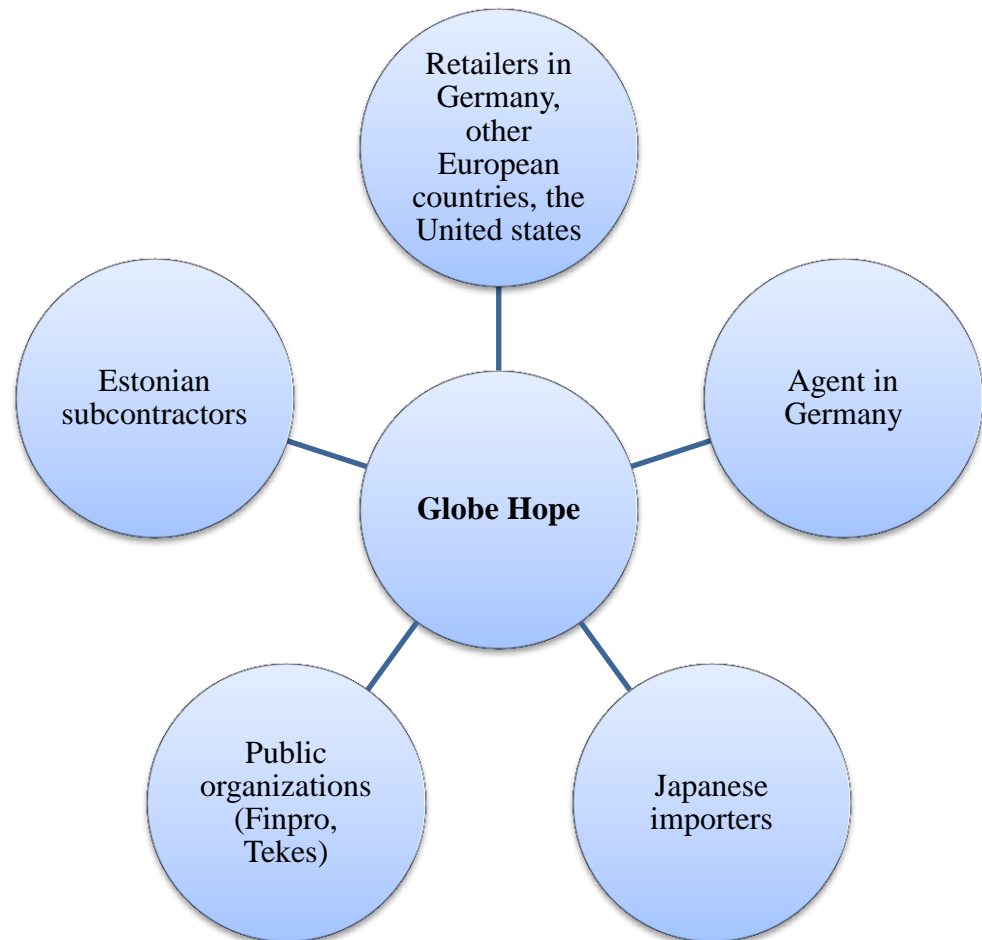 Retailers in
Germany,
other
European
countries, the
United states
Estonian
subcontractors
Agent in
Germany
Globe Hope
Public
organizations
(Finpro,
Tekes)
Japanese
importers